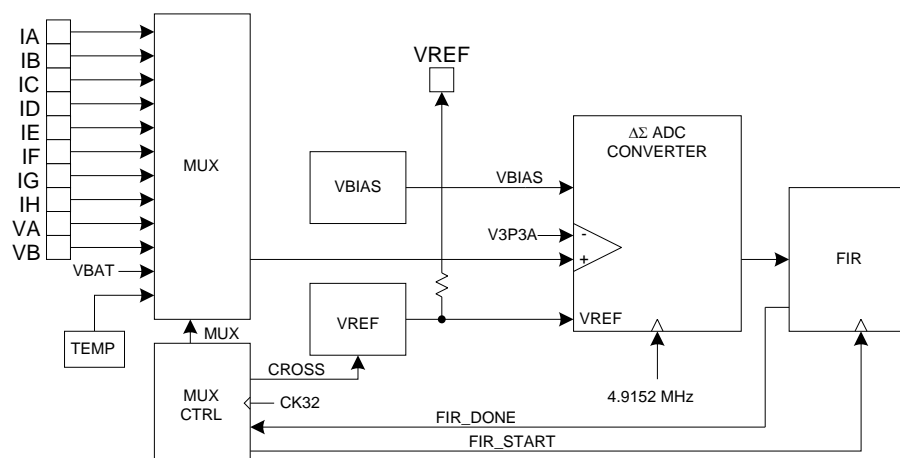 IA
IB
IC
ID
IE
IF
IG
IH
VA
VB
VBAT
TEMP
MUX
MUX
MUX
CTRL
CROSS
CK32
FIR_DONE
FIR_START
VREF
VBIAS
VREF
VBIAS
V3P3A
-
+
VREF
ΔΣ ADC
CONVERTER
4.9152 MHz
FIR